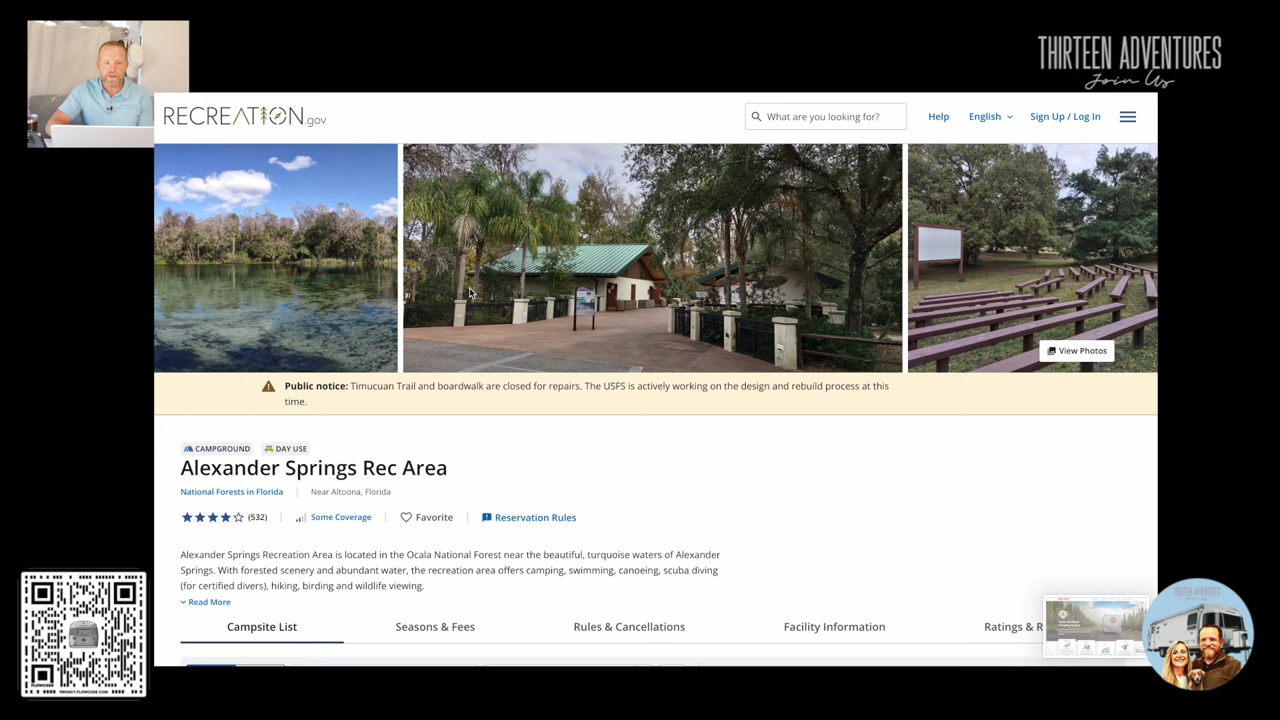 THIRTEEN ADVENTURES
Join Us
RECREATION.gov
What are you looking for?
Help
English
Sign Up / Log In
View Photos
Public notice: Timucuan Trail and boardwalk are closed for repairs. The USFS is actively working on the design and rebuild process at this
time.
CAMPGROUND
DAY USE
Alexander Springs Rec Area
National Forests in Florida
Near Altoona, Florida
(532)
Some Coverage
Favorite
Reservation Rules
Alexander Springs Recreation Area is located in the Ocala National Forest near the beautiful, turquoise waters of Alexander
Springs. With forested scenery and abundant water, the recreation area offers camping, swimming, canoeing, scuba diving
(for certified divers), hiking, birding and wildlife viewing.
Read More
Campsite List
Seasons & Fees
Rules & Cancellations
Facility Information
Ratings & R
THIRTEEN ADVENTURES
FLOWCODE
PRIVACY.FLOWCODE.COM